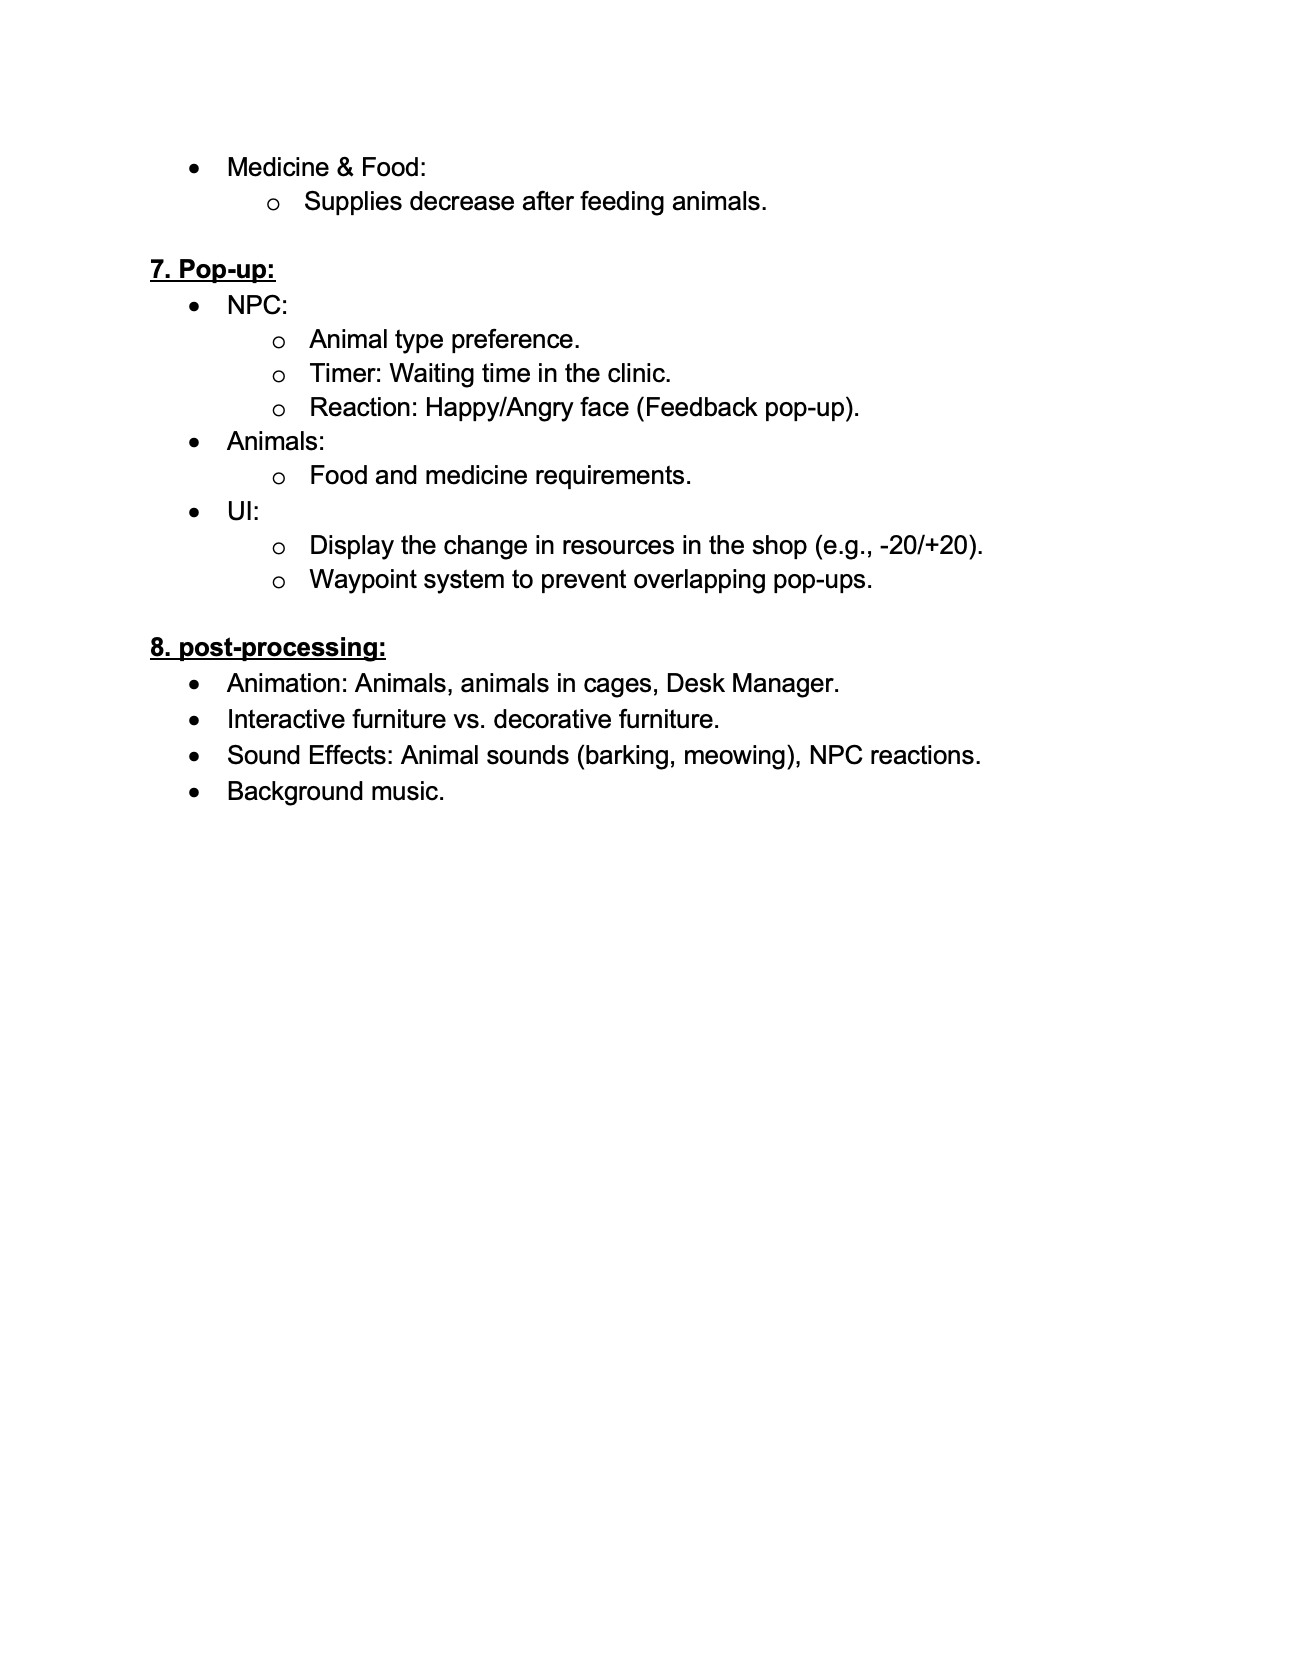 • Medicine & Food:
o Supplies decrease after feeding animals.
7. Pop-up:
• NPC:
o Animal type preference.
o Timer: Waiting time in the clinic.
o Reaction: Happy/Angry face (Feedback pop-up).
• Animals:
o Food and medicine requirements.
• UI:
o Display the change in resources in the shop (e.g., -20/+20).
o Waypoint system to prevent overlapping pop-ups.
8. post-processing:
• Animation: Animals, animals in cages, Desk Manager.
• Interactive furniture vs. decorative furniture.
• Sound Effects: Animal sounds (barking, meowing), NPC reactions.
• Background music.